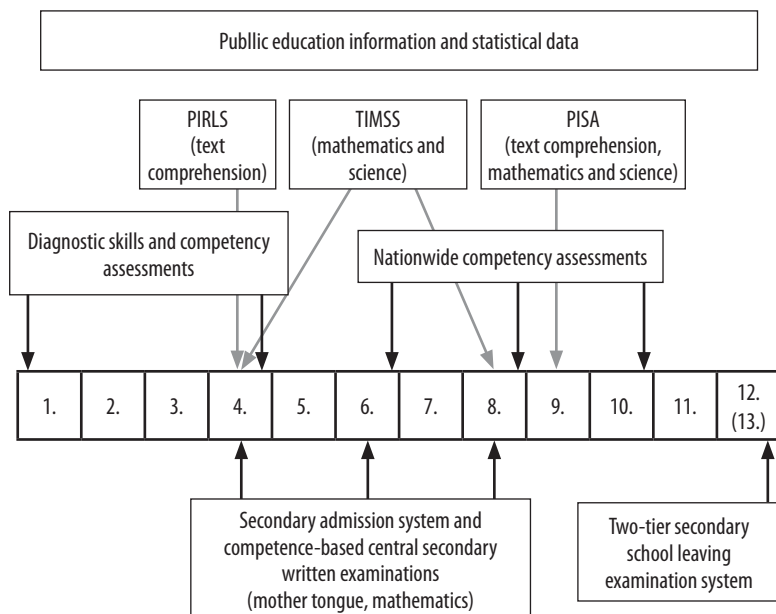 Publlic education information and statistical data
PIRLS
(text
comprehension)
TIMSS
(mathematics and
science)
PISA
(text comprehension,
mathematics and science)
Diagnostic skills and competency
assessments
Nationwide competency assessments
1.
2.
3.
4.
5.
6.
7.
8.
9.
10.
11.
12.
(13.)
Secondary admission system and
competence-based central secondary
written examinations
(mother tongue, mathematics)
Two-tier secondary
school leaving
examination system